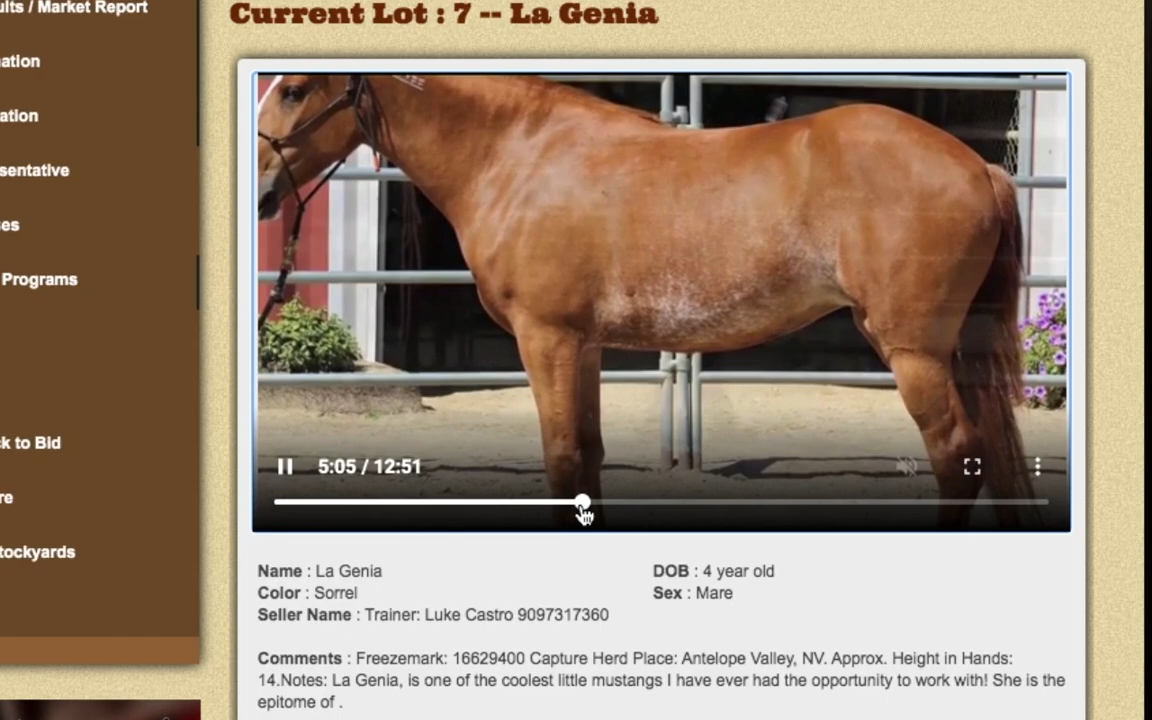 ults / Market Report
Current Lot : 7 -- La Genia
ation
ation
sentative
es
Programs
k to Bid
re
tockyards
5:05 / 12:51
Name : La Genia
DOB : 4 year old
Color : Sorrel
Sex : Mare
Seller Name : Trainer: Luke Castro 9097317360
Comments : Freezemark: 16629400 Capture Herd Place: Antelope Valley, NV. Approx. Height in Hands:
14.Notes: La Genia, is one of the coolest little mustangs I have ever had the opportunity to work with! She is the
epitome of .